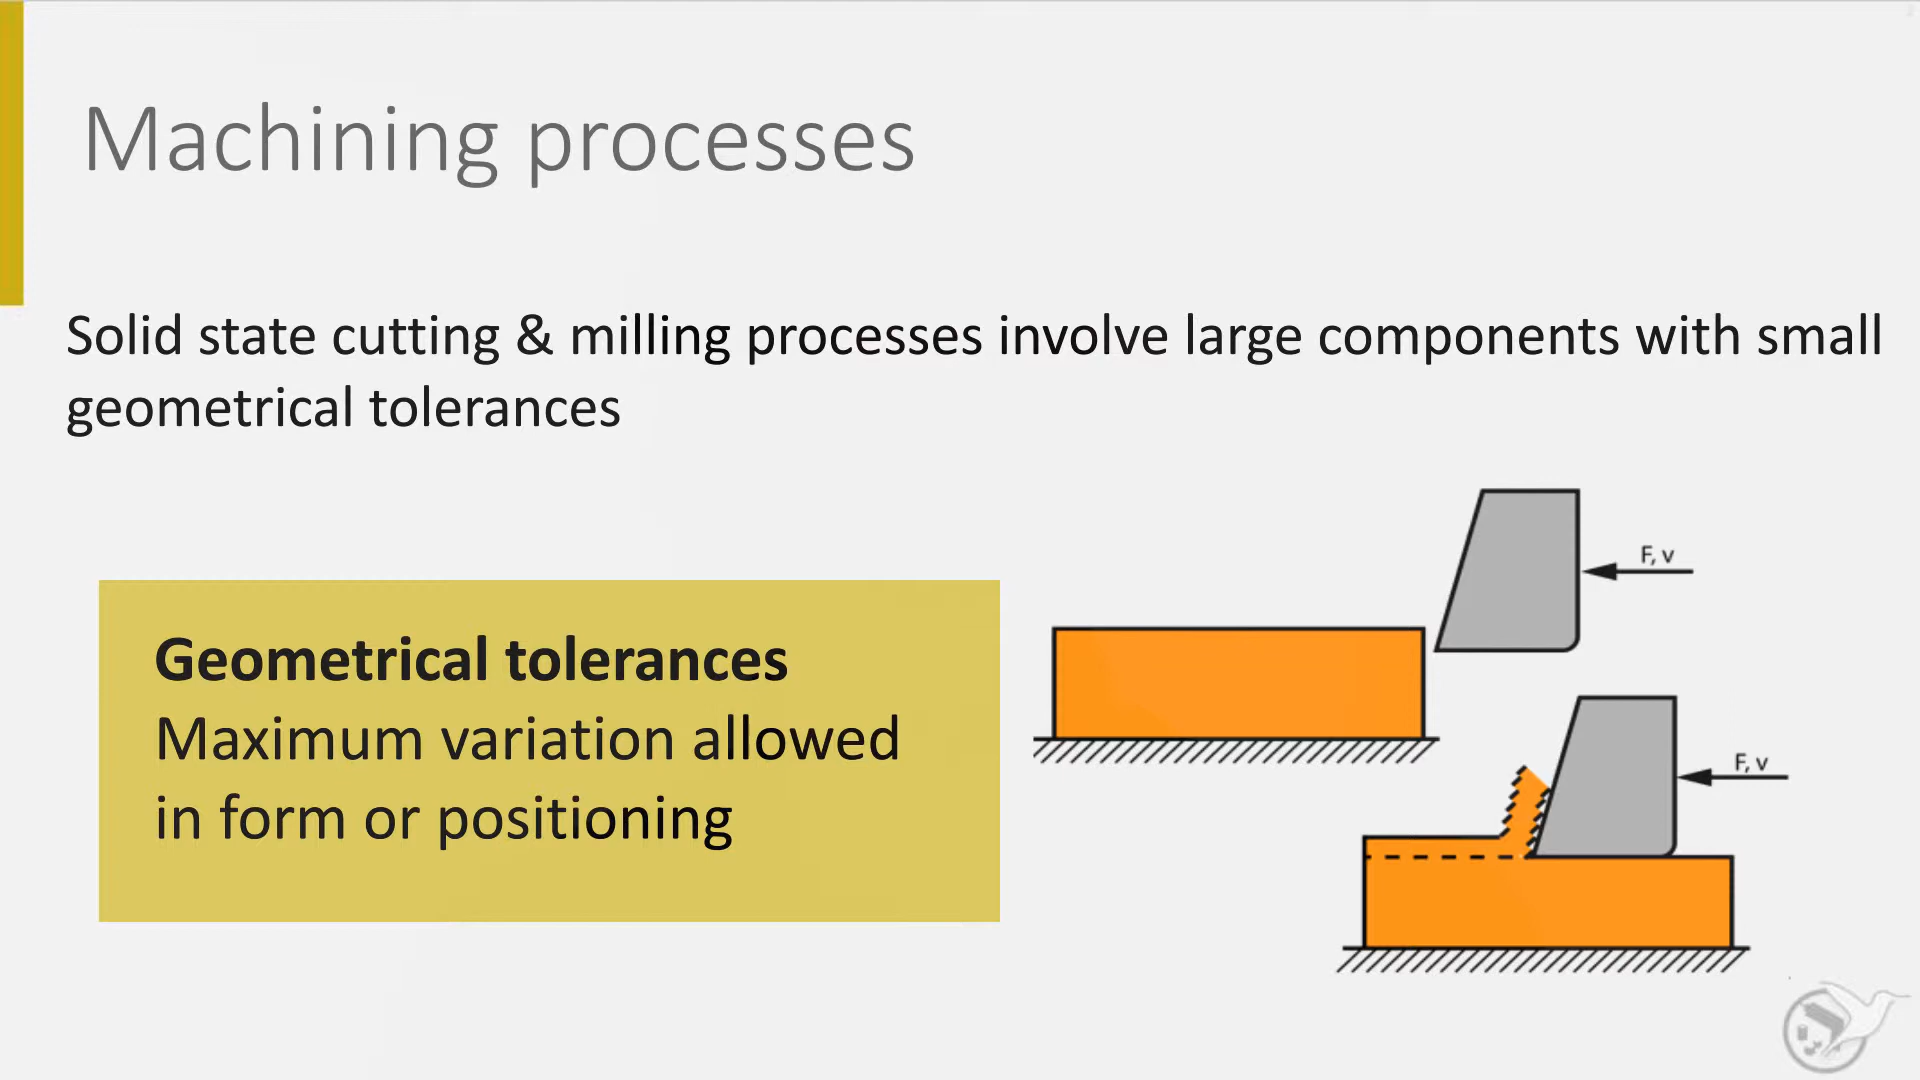 Machining processes
Solid state cutting & milling processes involve large components with small
geometrical tolerances
Geometrical tolerances
Maximum variation allowed
in form or positioning
F, v
F, v